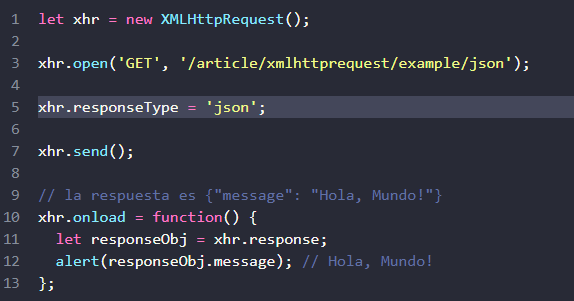 1 let xhr = new XMLHttpRequest();
2
3 xhr.open('GET', '/article/xmlhttprequest/example/json');
4
5 xhr.responseType = 'json';
6
7 xhr.send();
8
9 // la respuesta es {"message": "Hola, Mundo!"}
10 xhr.onload = function() {
11   let responseObj = xhr.response;
12   alert(responseObj.message); // Hola, Mundo!
13 };